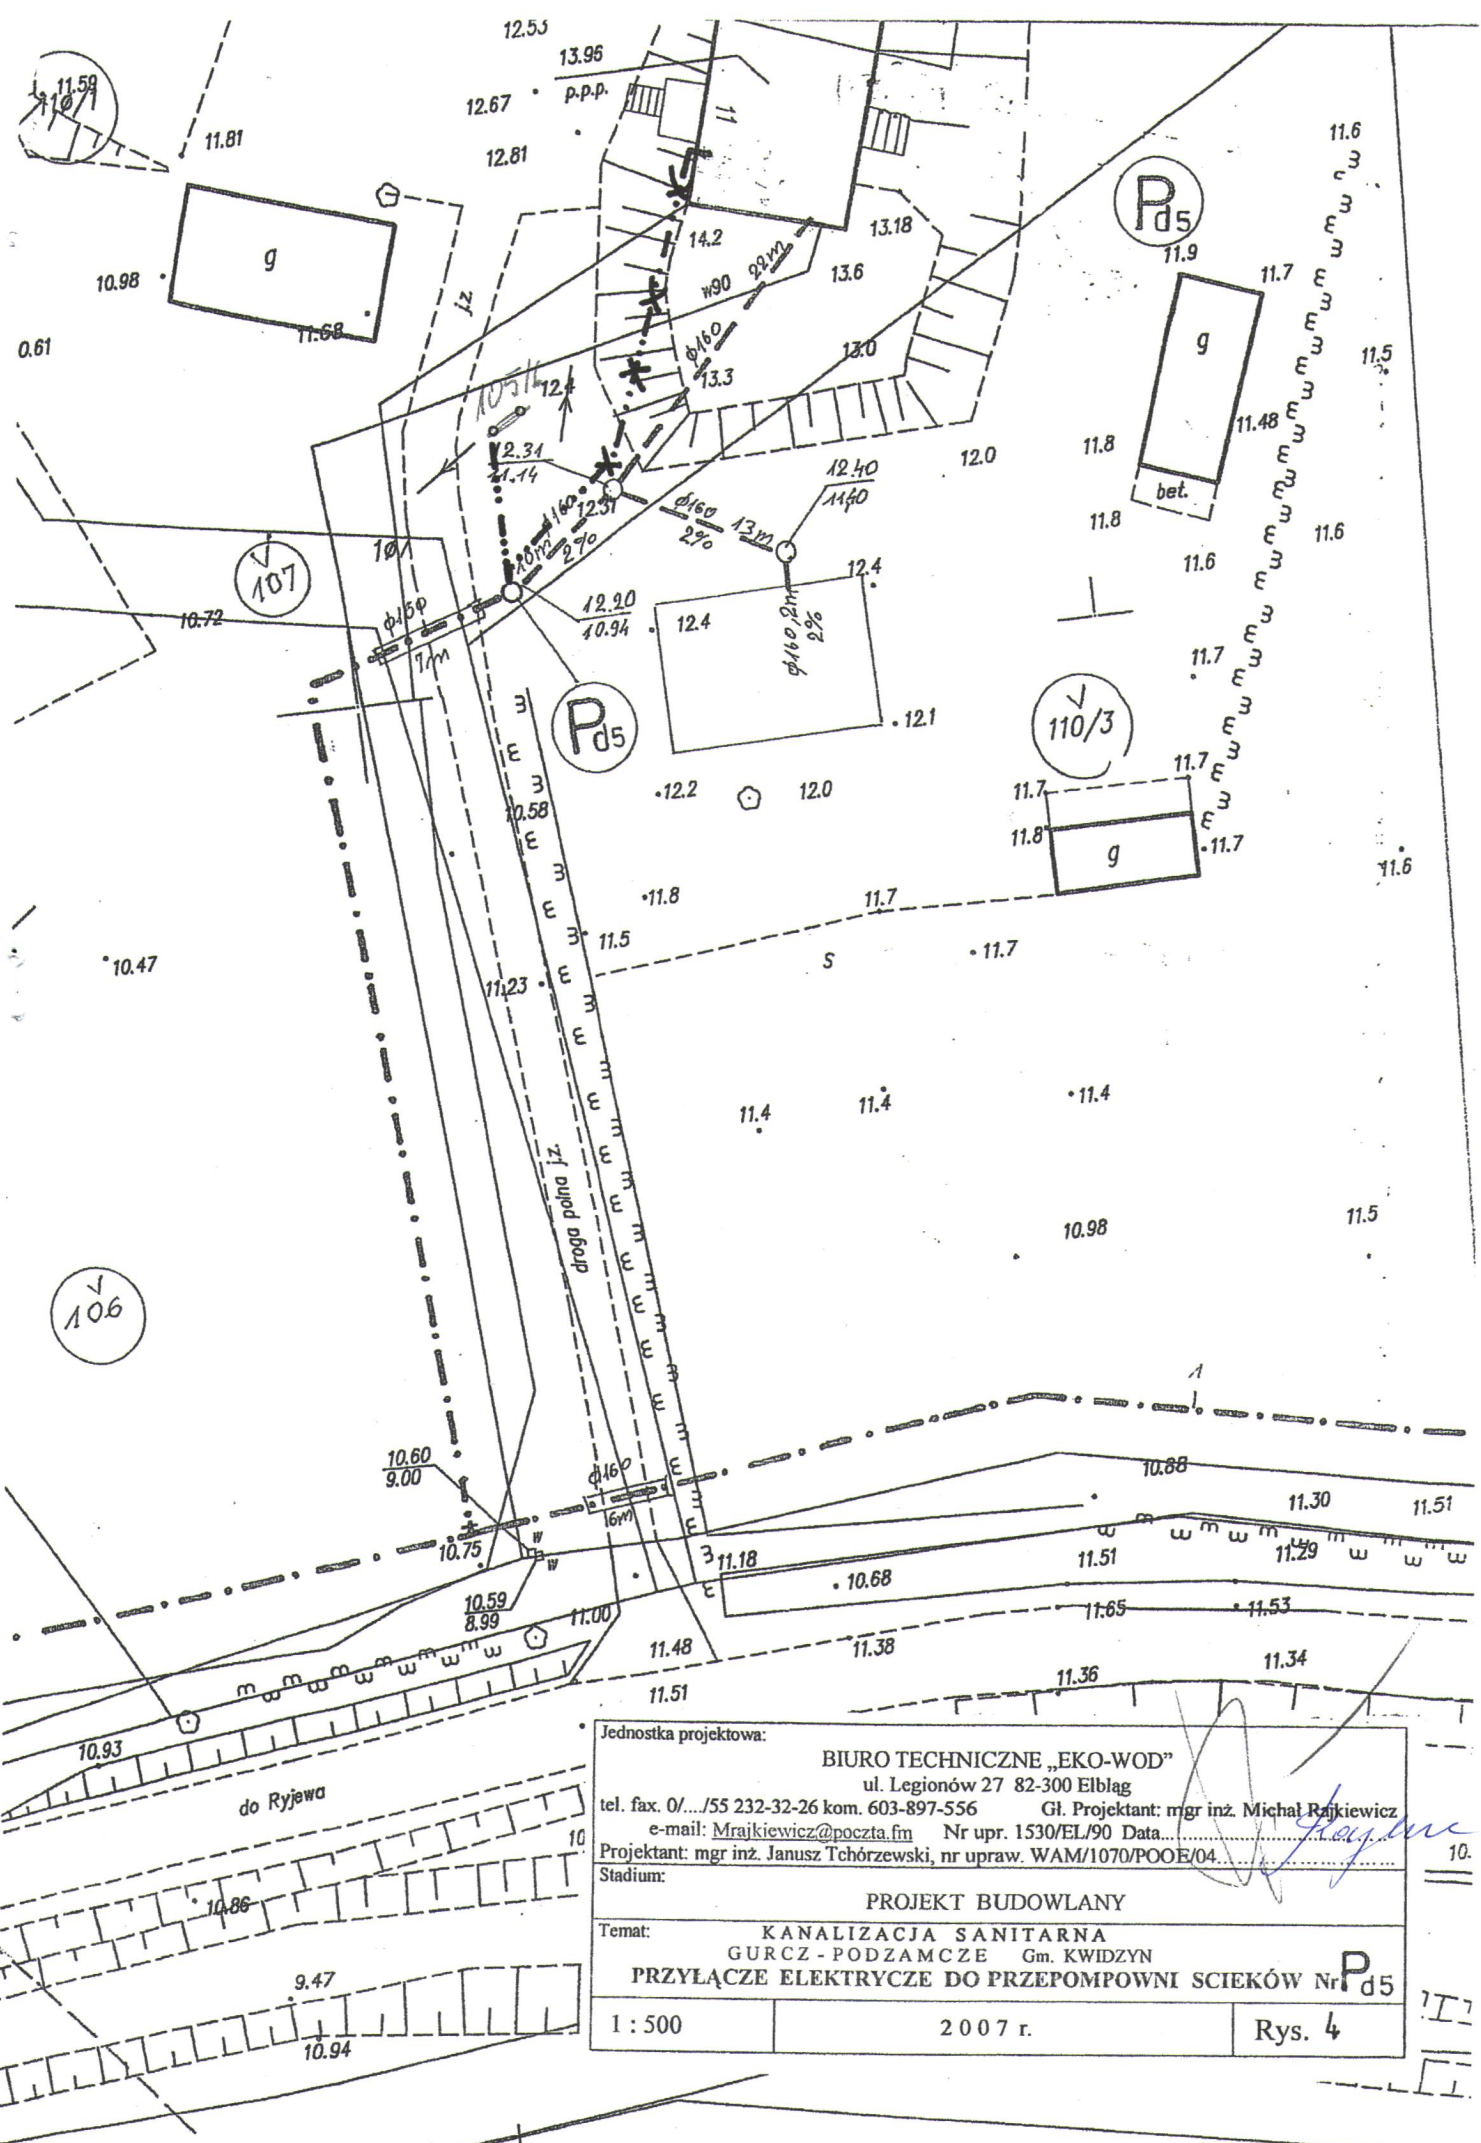 12.53
13.96
p.p.p.
12.67
12.81
11
11.59
11.81
11.6
Pd5
14.2
13.18
11.9
11.7
g
10.98
j.z.
w90
22m
13.6
g
0.61
11.68
ϕ160
13.0
11.5
13.3
12.4
11.48
12.31
11.14
12.40
11,40
12.0
11.8
bet.
12.31
ϕ160
13m
2%
11.8
11.6
10m
2%
11.6
107
12.4
12.20
10.94
10.72
ϕ160
12.4
ϕ160,2m
2%
7m
11.7
Pd5
12.1
110/3
11.7
12.2
12.0
11.7
10.58
11.8
g
11.7
11.6
11.8
11.7
11.5
s
11.7
10.47
11.23
11.4
11.4
11.4
droga polna j.z.
10.98
11.5
106
1
10.60
9.00
ϕ160
10.88
11.30
11.51
16m
w
10.75
w
11.18
11.51
11.29
10.68
10.59
8.99
11.00
11.65
11.53
11.48
11.38
11.34
11.36
11.51
10.93
do Ryjewa
Jednostka projektowa:
BIURO TECHNICZNE „EKO-WOD”
ul. Legionów 27 82-300 Elbląg
tel. fax. 0/..../55 232-32-26 kom. 603-897-556 Gł. Projektant: mgr inż. Michał Rajkiewicz
e-mail: Mrajkiewicz@poczta.fm Nr upr. 1530/EL/90 Data...
10
Projektant: mgr inż. Janusz Tchórzewski, nr upraw. WAM/1070/POOE/04
10.
Stadium:
PROJEKT BUDOWLANY
10.86
Temat: KANALIZACJA SANITARNA
GURCZ - PODZAMCZE Gm. KWIDZYN
PRZYŁĄCZE ELEKTRYCZE DO PRZEPOMPOWNI SCIEKÓW Nr Pd5
9.47
1 : 500
2007 r.
Rys. 4
10.94